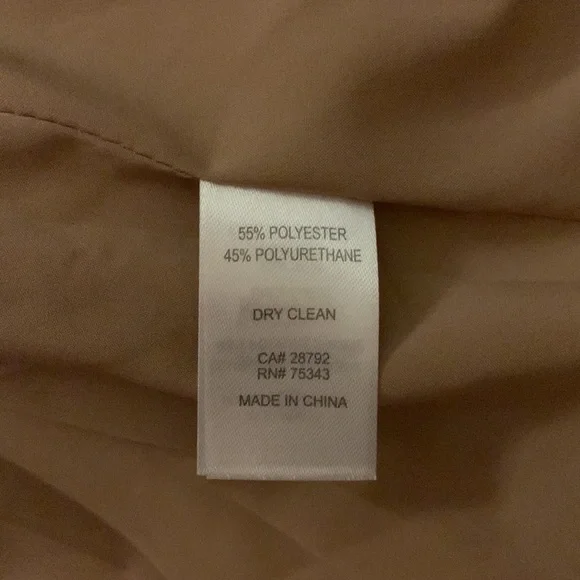 55% POLYESTER
45% POLYURETHANE
DRY CLEAN
CA# 28792
RN# 75343
MADE IN CHINA